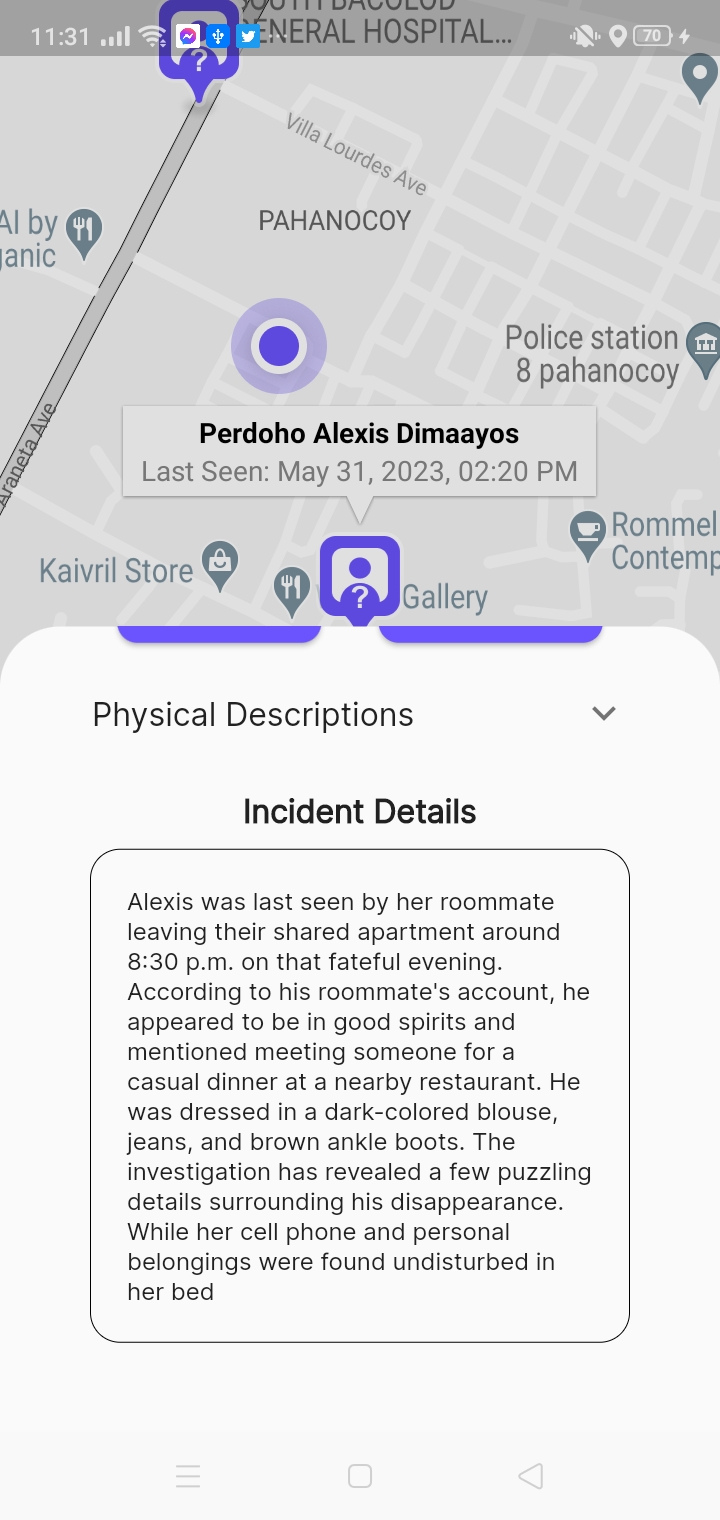 SOUTH BACOLOD
11:31
GENERAL HOSPITAL...
70
?
Villa Lourdes Ave
AI by
ganic
PAHANOCOY
Police station
8 pahanocoy
Araneta Ave
Perdoho Alexis Dimaayos
Last Seen: May 31, 2023, 02:20 PM
Rommel
Contemp
Kaivril Store
?
Gallery
Physical Descriptions
Incident Details
Alexis was last seen by her roommate
leaving their shared apartment around
8:30 p.m. on that fateful evening.
According to his roommate's account, he
appeared to be in good spirits and
mentioned meeting someone for a
casual dinner at a nearby restaurant. He
was dressed in a dark-colored blouse,
jeans, and brown ankle boots. The
investigation has revealed a few puzzling
details surrounding his disappearance.
While her cell phone and personal
belongings were found undisturbed in
her bed